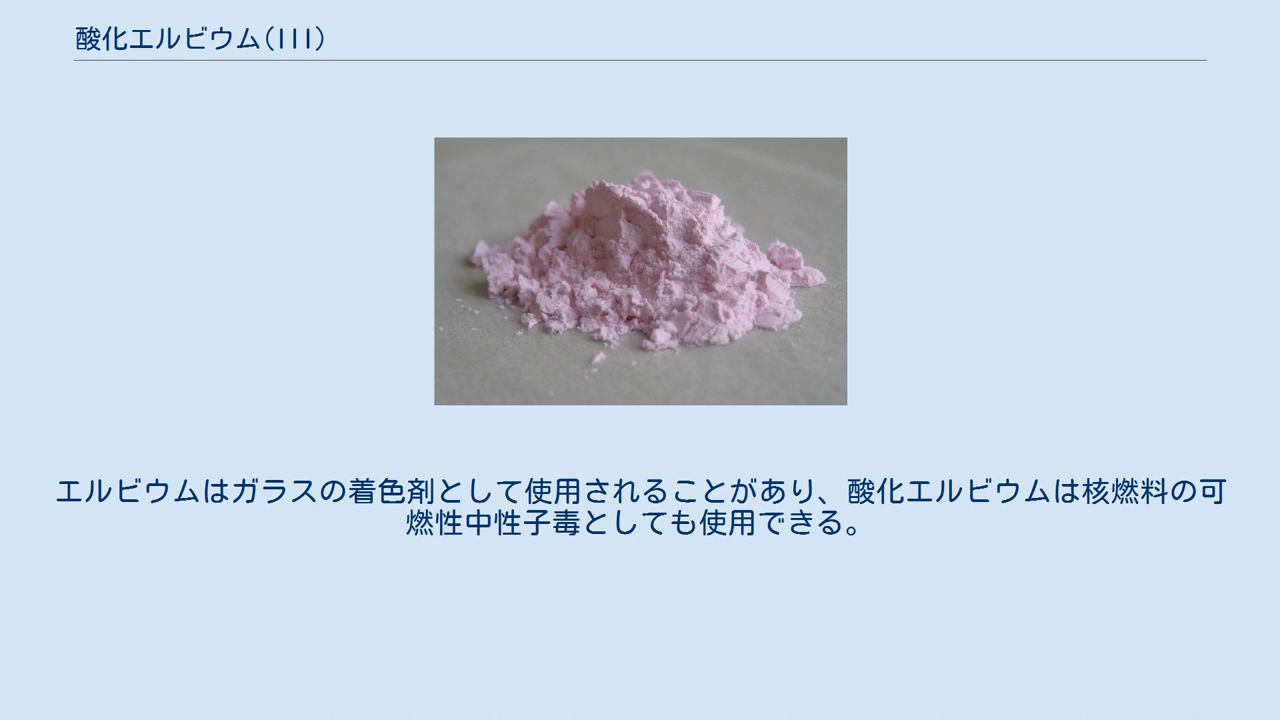 酸化エルビウム(III)
エルビウムはガラスの着色剤として使用されることがあり、酸化エルビウムは核燃料の可
燃性中性子毒としても使用できる。